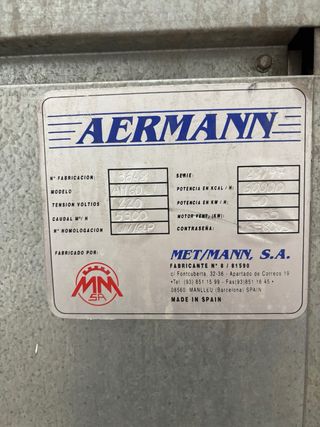 AERMANN
Nº FABRICACION:
SERIE:
MODELO
POTENCIA EN KCAL / H:
TENSION VOLTIOS
POTENCIA EN KW / H:
CAUDAL M³/ H
5300
MOTOR VENT. (KW)
Nº HOMOLOGACION
CONTRASEÑA:
FABRICADO POR:
MET/MANN, S.A.
FABRICANTE Nº 8 / 81590
c/ Fontcuberta, 32-36 - Apartado de Correos 19
•Tel (93) 851 15 99 - Fax(93)851 16 45 •
08560 MANLLEU (Barcelona) SPAIN
MADE IN SPAIN
MM
SA